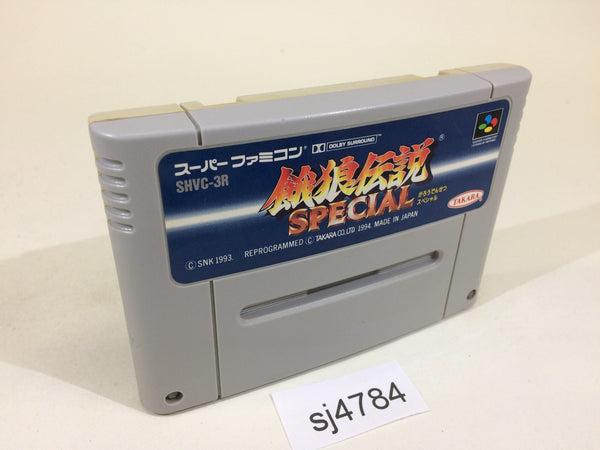 スーパーファミコン
DOLBY SURROUND
SHVC-3R
餓狼伝説
SPECIAL
がろうでんせつ
スペシャル
TAKARA
©SNK 1993. REPROGRAMMED ©TAKARA CO.,LTD 1994. MADE IN JAPAN
sj4784